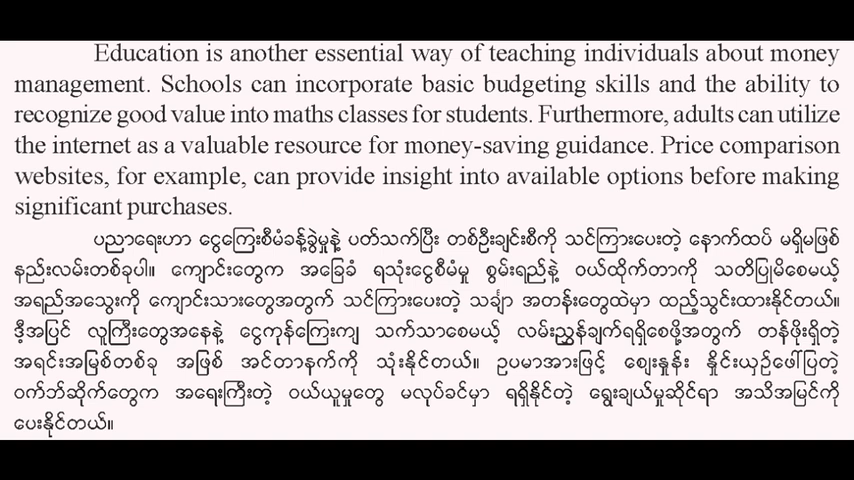 Education is another essential way of teaching individuals about money
management. Schools can incorporate basic budgeting skills and the ability to
recognize good value into maths classes for students. Furthermore, adults can utilize
the internet as a valuable resource for money-saving guidance. Price comparison
websites, for example, can provide insight into available options before making
significant purchases.
ပညာရေးဟာ ငွေကြေးစီမံခန့်ခွဲမှုနဲ့ ပတ်သက်ပြီး တစ်ဦးချင်းစီကို သင်ကြားပေးတဲ့ နောက်ထပ် မရှိမဖြစ်
နည်းလမ်းတစ်ခုပါ။ ကျောင်းတွေက အခြေခံ ရသုံးငွေစီမံမှု စွမ်းရည်နဲ့ ဝယ်ထိုက်တာကို သတိပြုမိစေမယ့်
အရည်အသွေးကို ကျောင်းသားတွေအတွက် သင်ကြားပေးတဲ့ သင်္ချာ အတန်းတွေထဲမှာ ထည့်သွင်းထားနိုင်တယ်။
ဒ့ီအပြင် လူကြီးတွေအနေနဲ့ ငွေကုန်ကြေးကျ သက်သာစေမယ့် လမ်းညွှန်ချက်ရရှိစေဖို့အတွက် တန်ဖိုးရှိတဲ့
အရင်းအမြစ်တစ်ခု အဖြစ် အင်တာနက်ကို သုံးနိုင်တယ်။ ဥပမာအားဖြင့် ဈေးနှုန်း နှိုင်းယှဉ်ဖေါ်ပြတဲ့
ဝက်ဘ်ဆိုက်တွေက အရေးကြီးတဲ့ ဝယ်ယူမှုတွေ မလုပ်ခင်မှာ ရရှိနိုင်တဲ့ ရွေးချယ်မှုဆိုင်ရာ အသိအမြင်ကို
ပေးနိုင်တယ်။